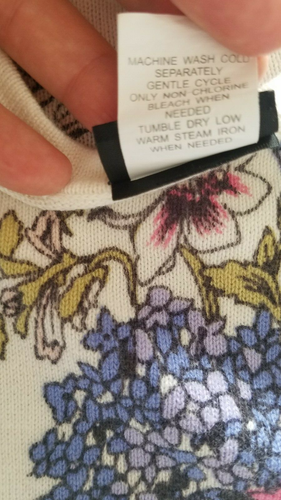 MACHINE WASH COLD
SEPARATELY
GENTLE CYCLE
ONLY NON CHLORINE
BLEACH WHEN
NEEDED
TUMBLE DRY LOW
WARM STEAM IRON
WHEN NEEDED